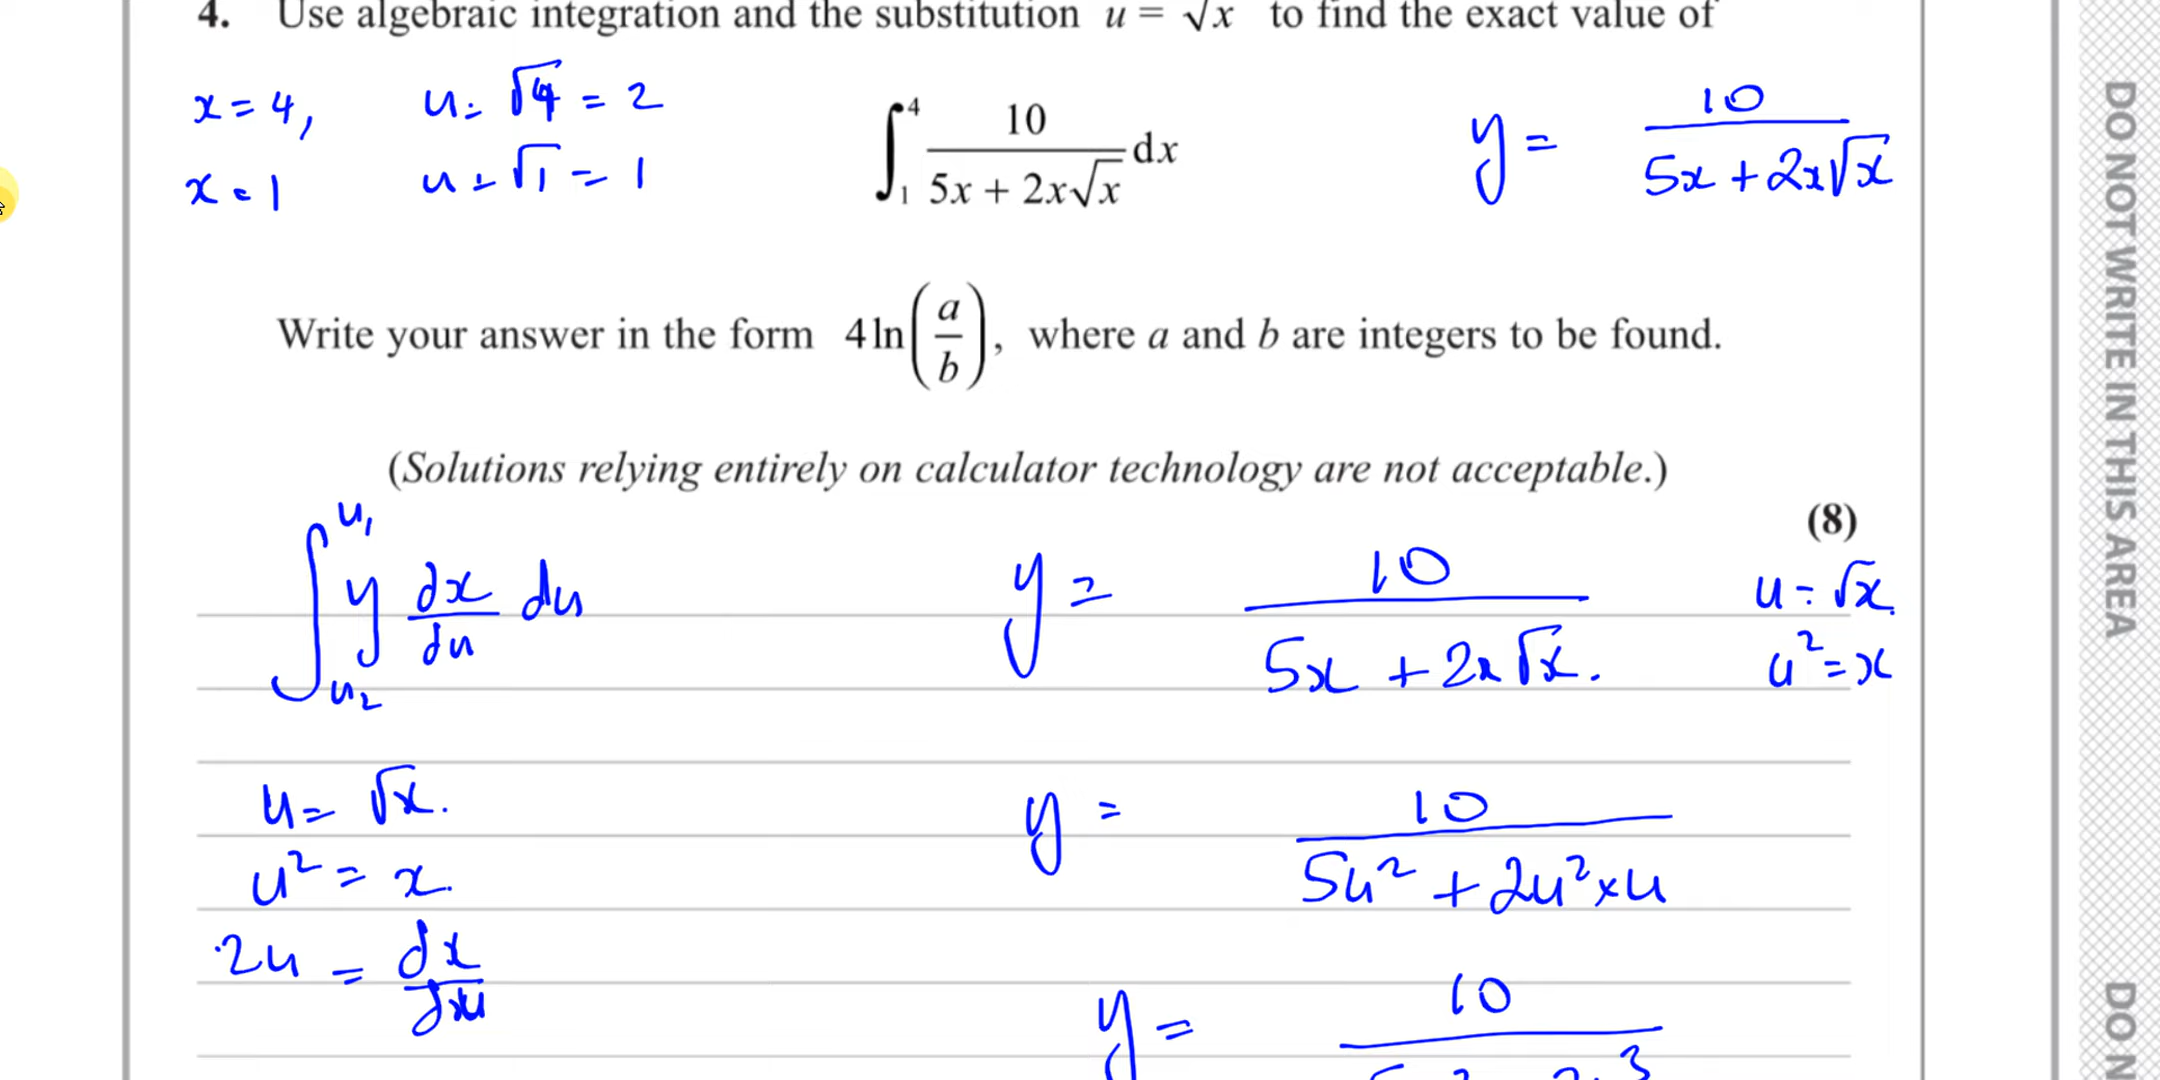 4. Use algebraic integration and the substitution u = √x to find the exact value of
x = 4, u = √4 = 2
x = 1 u = √1 = 1
∫₁⁴ 10/(5x + 2x√x) dx
y = 10/(5x + 2x√x)
Write your answer in the form 4 ln(a/b), where a and b are integers to be found.
(Solutions relying entirely on calculator technology are not acceptable.)
(8)
∫ u₁ u₂ y dx/du du
y = 10/(5x + 2x√x).
u = √x.
u² = x
u = √x.
u² = x.
2u = dx/du
y = 10/(5u² + 2u² × u)
y = 10
DO NOT WRITE IN THIS AREA
DO N